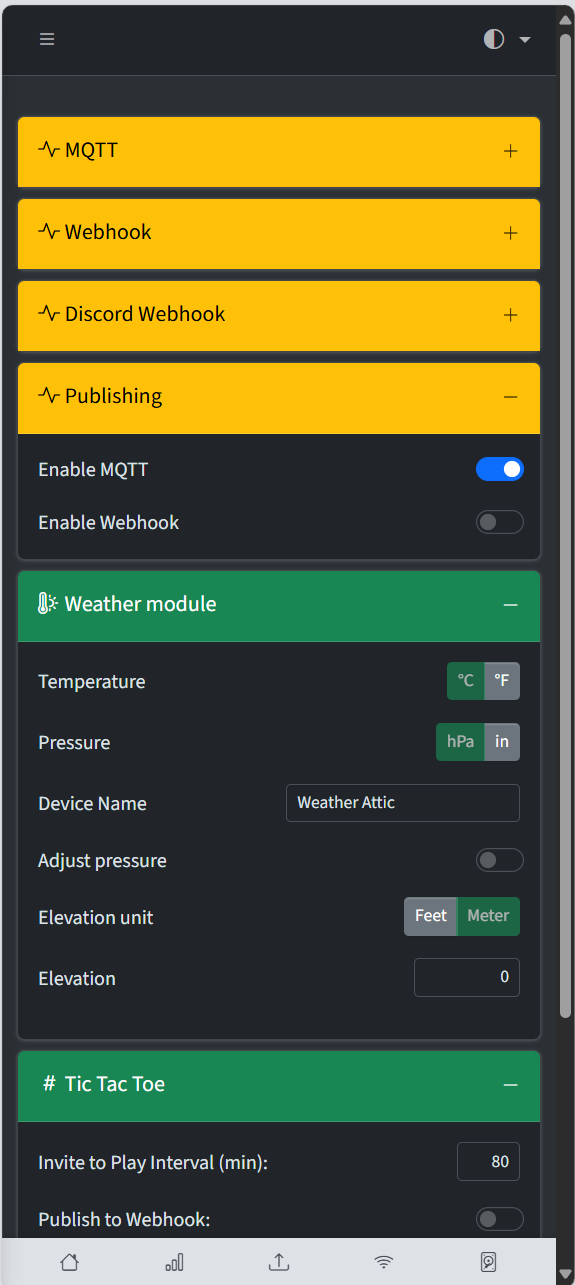 MQTT
Webhook
Discord Webhook
Publishing
Enable MQTT
Enable Webhook
Weather module
Temperature °C °F
Pressure hPa in
Device Name Weather Attic
Adjust pressure
Elevation unit Feet Meter
Elevation 0
# Tic Tac Toe
Invite to Play Interval (min): 80
Publish to Webhook: